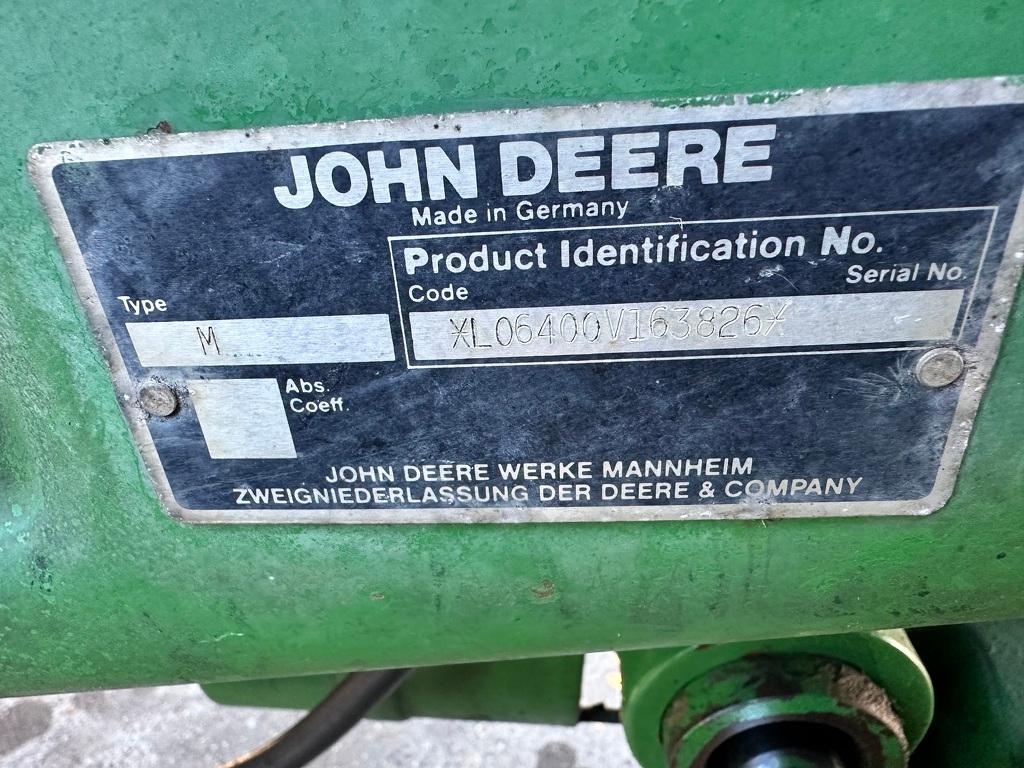 JOHN DEERE
Made in Germany
Product Identification No.
Code
Serial No.
Type
M
*L06400V163826*
Abs.
Coeff.
JOHN DEERE WERKE MANNHEIM
ZWEIGNIEDERLASSUNG DER DEERE & COMPANY